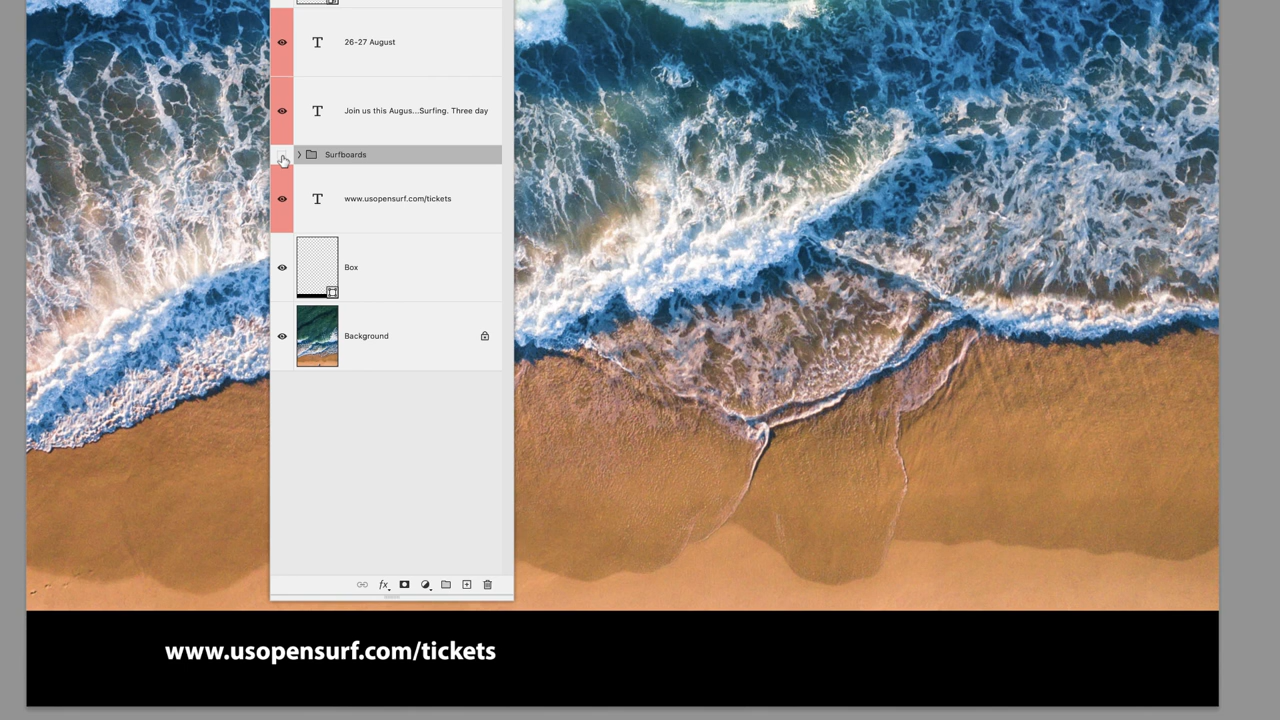 26-27 August
Join us this Augus...Surfing. Three day
Surfboards
www.usopensurf.com/tickets
Box
Background
fx
www.usopensurf.com/tickets